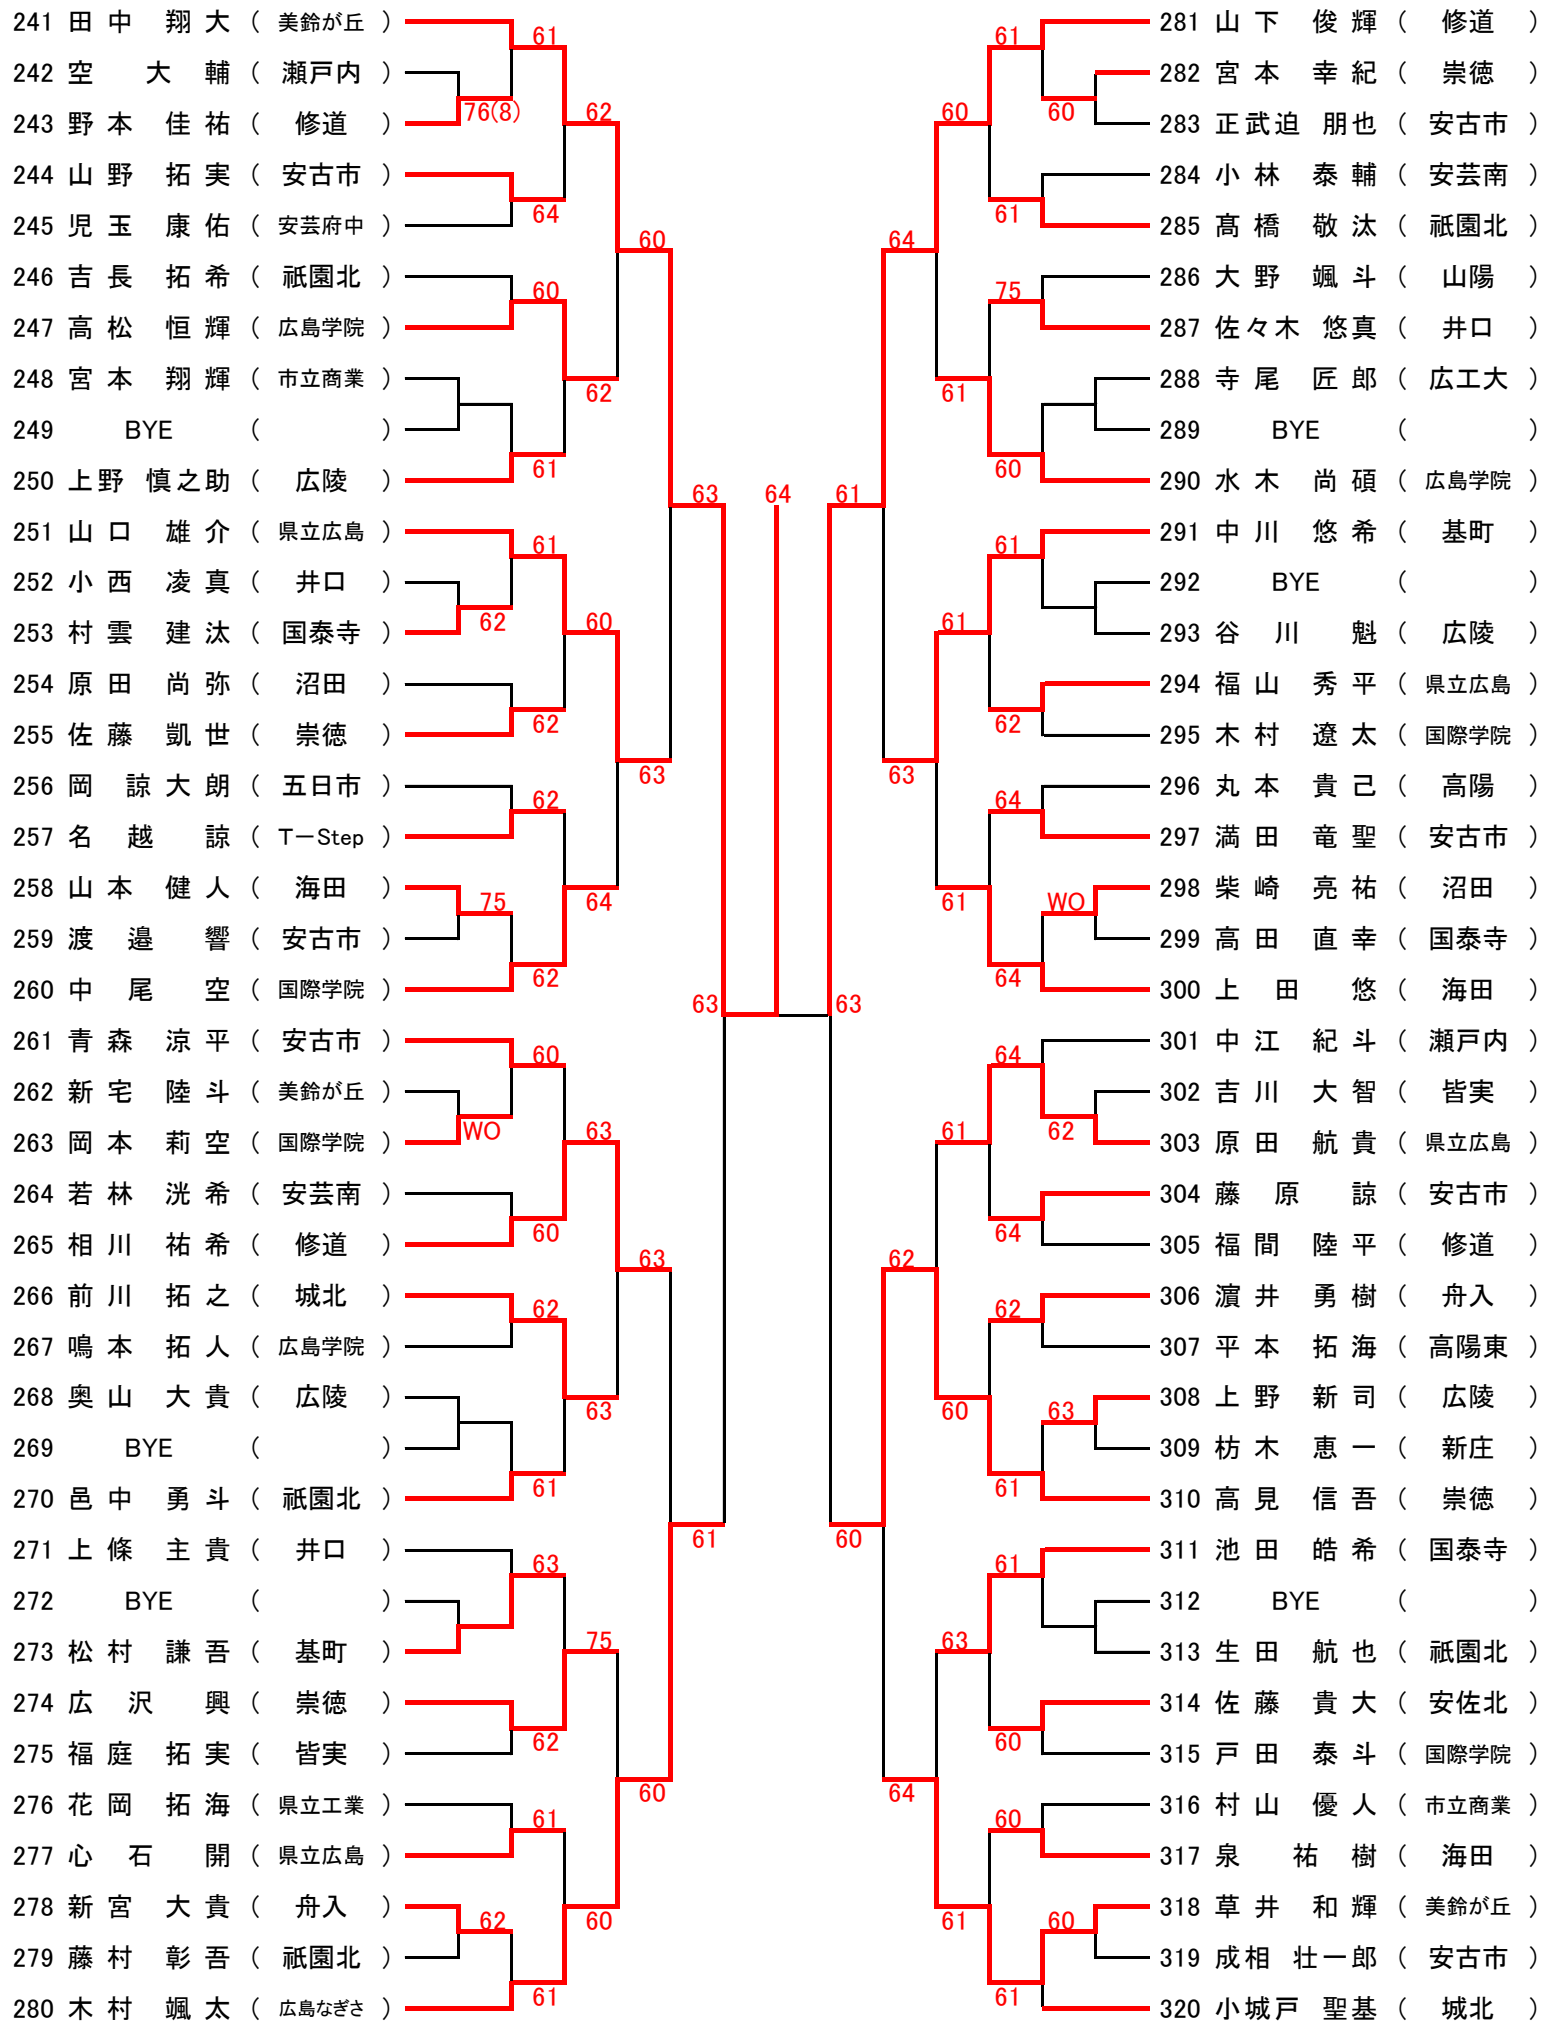 241 田中 翔大 ( 美鈴が丘 )
242 空 大輔 ( 瀬戸内 )
243 野本 佳祐 ( 修道 )
244 山野 拓実 ( 安古市 )
245 児玉 康佑 ( 安芸府中 )
246 吉長 拓希 ( 祇園北 )
247 高松 恒輝 ( 広島学院 )
248 宮本 翔輝 ( 市立商業 )
249 BYE ( )
250 上野 慎之助 ( 広陵 )
251 山口 雄介 ( 県立広島 )
252 小西 凌真 ( 井口 )
253 村雲 建汰 ( 国泰寺 )
254 原田 尚弥 ( 沼田 )
255 佐藤 凱世 ( 崇徳 )
256 岡 諒大朗 ( 五日市 )
257 名越 諒 ( T－Step )
258 山本 健人 ( 海田 )
259 渡邉 響 ( 安古市 )
260 中尾 空 ( 国際学院 )
261 青森 涼平 ( 安古市 )
262 新宅 陸斗 ( 美鈴が丘 )
263 岡本 莉空 ( 国際学院 )
264 若林 洸希 ( 安芸南 )
265 相川 祐希 ( 修道 )
266 前川 拓之 ( 城北 )
267 鳴本 拓人 ( 広島学院 )
268 奥山 大貴 ( 広陵 )
269 BYE ( )
270 邑中 勇斗 ( 祇園北 )
271 上條 主貴 ( 井口 )
272 BYE ( )
273 松村 謙吾 ( 基町 )
274 広沢 興 ( 崇徳 )
275 福庭 拓実 ( 皆実 )
276 花岡 拓海 ( 県立工業 )
277 心石 開 ( 県立広島 )
278 新宮 大貴 ( 舟入 )
279 藤村 彰吾 ( 祇園北 )
280 木村 颯太 ( 広島なぎさ )
61
76(8)
62
64
60
60
62
61
63
61
62
60
62
63
62
75
64
62
63
60
WO
63
60
63
62
63
61
61
63
75
62
60
61
62
60
61
64
61
60
60
61
64
75
61
60
61
61
61
62
63
64
WO
61
64
63
64
62
61
64
62
62
63
60
61
60
61
63
60
64
60
60
61
61
281 山下 俊輝 ( 修道 )
282 宮本 幸紀 ( 崇徳 )
283 正武迫 朋也 ( 安古市 )
284 小林 泰輔 ( 安芸南 )
285 髙橋 敬汰 ( 祇園北 )
286 大野 颯斗 ( 山陽 )
287 佐々木 悠真 ( 井口 )
288 寺尾 匠郎 ( 広工大 )
289 BYE ( )
290 水木 尚碩 ( 広島学院 )
291 中川 悠希 ( 基町 )
292 BYE ( )
293 谷川 魁 ( 広陵 )
294 福山 秀平 ( 県立広島 )
295 木村 遼太 ( 国際学院 )
296 丸本 貴己 ( 高陽 )
297 満田 竜聖 ( 安古市 )
298 柴崎 亮祐 ( 沼田 )
299 高田 直幸 ( 国泰寺 )
300 上田 悠 ( 海田 )
301 中江 紀斗 ( 瀬戸内 )
302 吉川 大智 ( 皆実 )
303 原田 航貴 ( 県立広島 )
304 藤原 諒 ( 安古市 )
305 福間 陸平 ( 修道 )
306 濵井 勇樹 ( 舟入 )
307 平本 拓海 ( 高陽東 )
308 上野 新司 ( 広陵 )
309 枋木 恵一 ( 新庄 )
310 高見 信吾 ( 崇徳 )
311 池田 皓希 ( 国泰寺 )
312 BYE ( )
313 生田 航也 ( 祇園北 )
314 佐藤 貴大 ( 安佐北 )
315 戸田 泰斗 ( 国際学院 )
316 村山 優人 ( 市立商業 )
317 泉 祐樹 ( 海田 )
318 草井 和輝 ( 美鈴が丘 )
319 成相 壮一郎 ( 安古市 )
320 小城戸 聖基 ( 城北 )